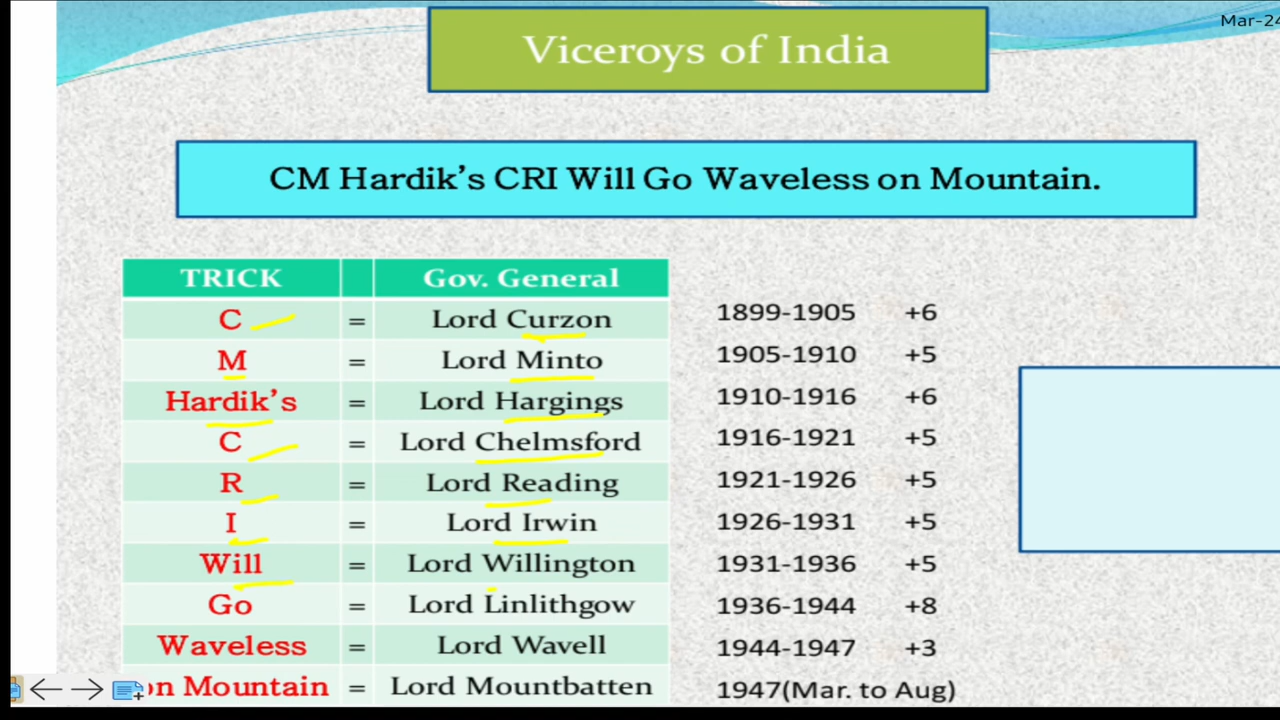 Mar-24
Viceroys of India
CM Hardik's CRI Will Go Waveless on Mountain.
TRICK Gov. General
C = Lord Curzon 1899-1905 +6
M = Lord Minto 1905-1910 +5
Hardik's = Lord Hargings 1910-1916 +6
C = Lord Chelmsford 1916-1921 +5
R = Lord Reading 1921-1926 +5
I = Lord Irwin 1926-1931 +5
Will = Lord Willington 1931-1936 +5
Go = Lord Linlithgow 1936-1944 +8
Waveless = Lord Wavell 1944-1947 +3
on Mountain = Lord Mountbatten 1947(Mar. to Aug)